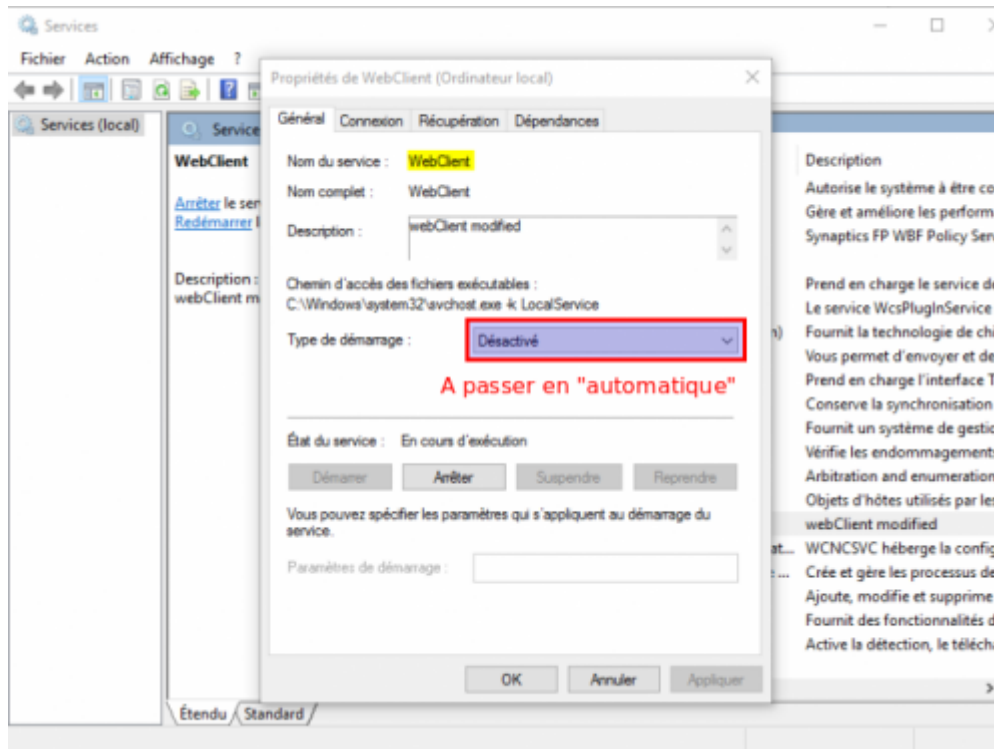 Services
Fichier Action Affichage ?
Services (local)
Service
WebClient
Arrêter le ser
Redémarrer l
Description :
webClient m
Propriétés de WebClient (Ordinateur local)
Général Connexion Récupération Dépendances
Nom du service : WebClient
Nom complet : WebClient
Description : webClient modified
Chemin d'accès des fichiers exécutables :
C:\Windows\system32\svchost.exe -k LocalService
Type de démarrage : Désactivé
A passer en "automatique"
État du service : En cours d'exécution
Démarrer Arrêter Suspendre Reprendre
Vous pouvez spécifier les paramètres qui s'appliquent au démarrage du
service.
Paramètres de démarrage :
OK Annuler Appliquer
Description
Autorise le système à être co
Gère et améliore les perform
Synaptics FP WBF Policy Serv
Prend en charge le service de
Le service WcsPlugInService
n) Fournit la technologie de chi
Vous permet d'envoyer et de
Prend en charge l'interface T
Conserve la synchronisation
Fournit un système de gestio
Vérifie les endommagements
Arbitration and enumeration
Objets d'hôtes utilisés par les
webClient modified
at... WCNCSVC héberge la config
e ... Crée et gère les processus de
Ajoute, modifie et supprime
Fournit des fonctionnalités d
Active la détection, le télécha
Étendu Standard